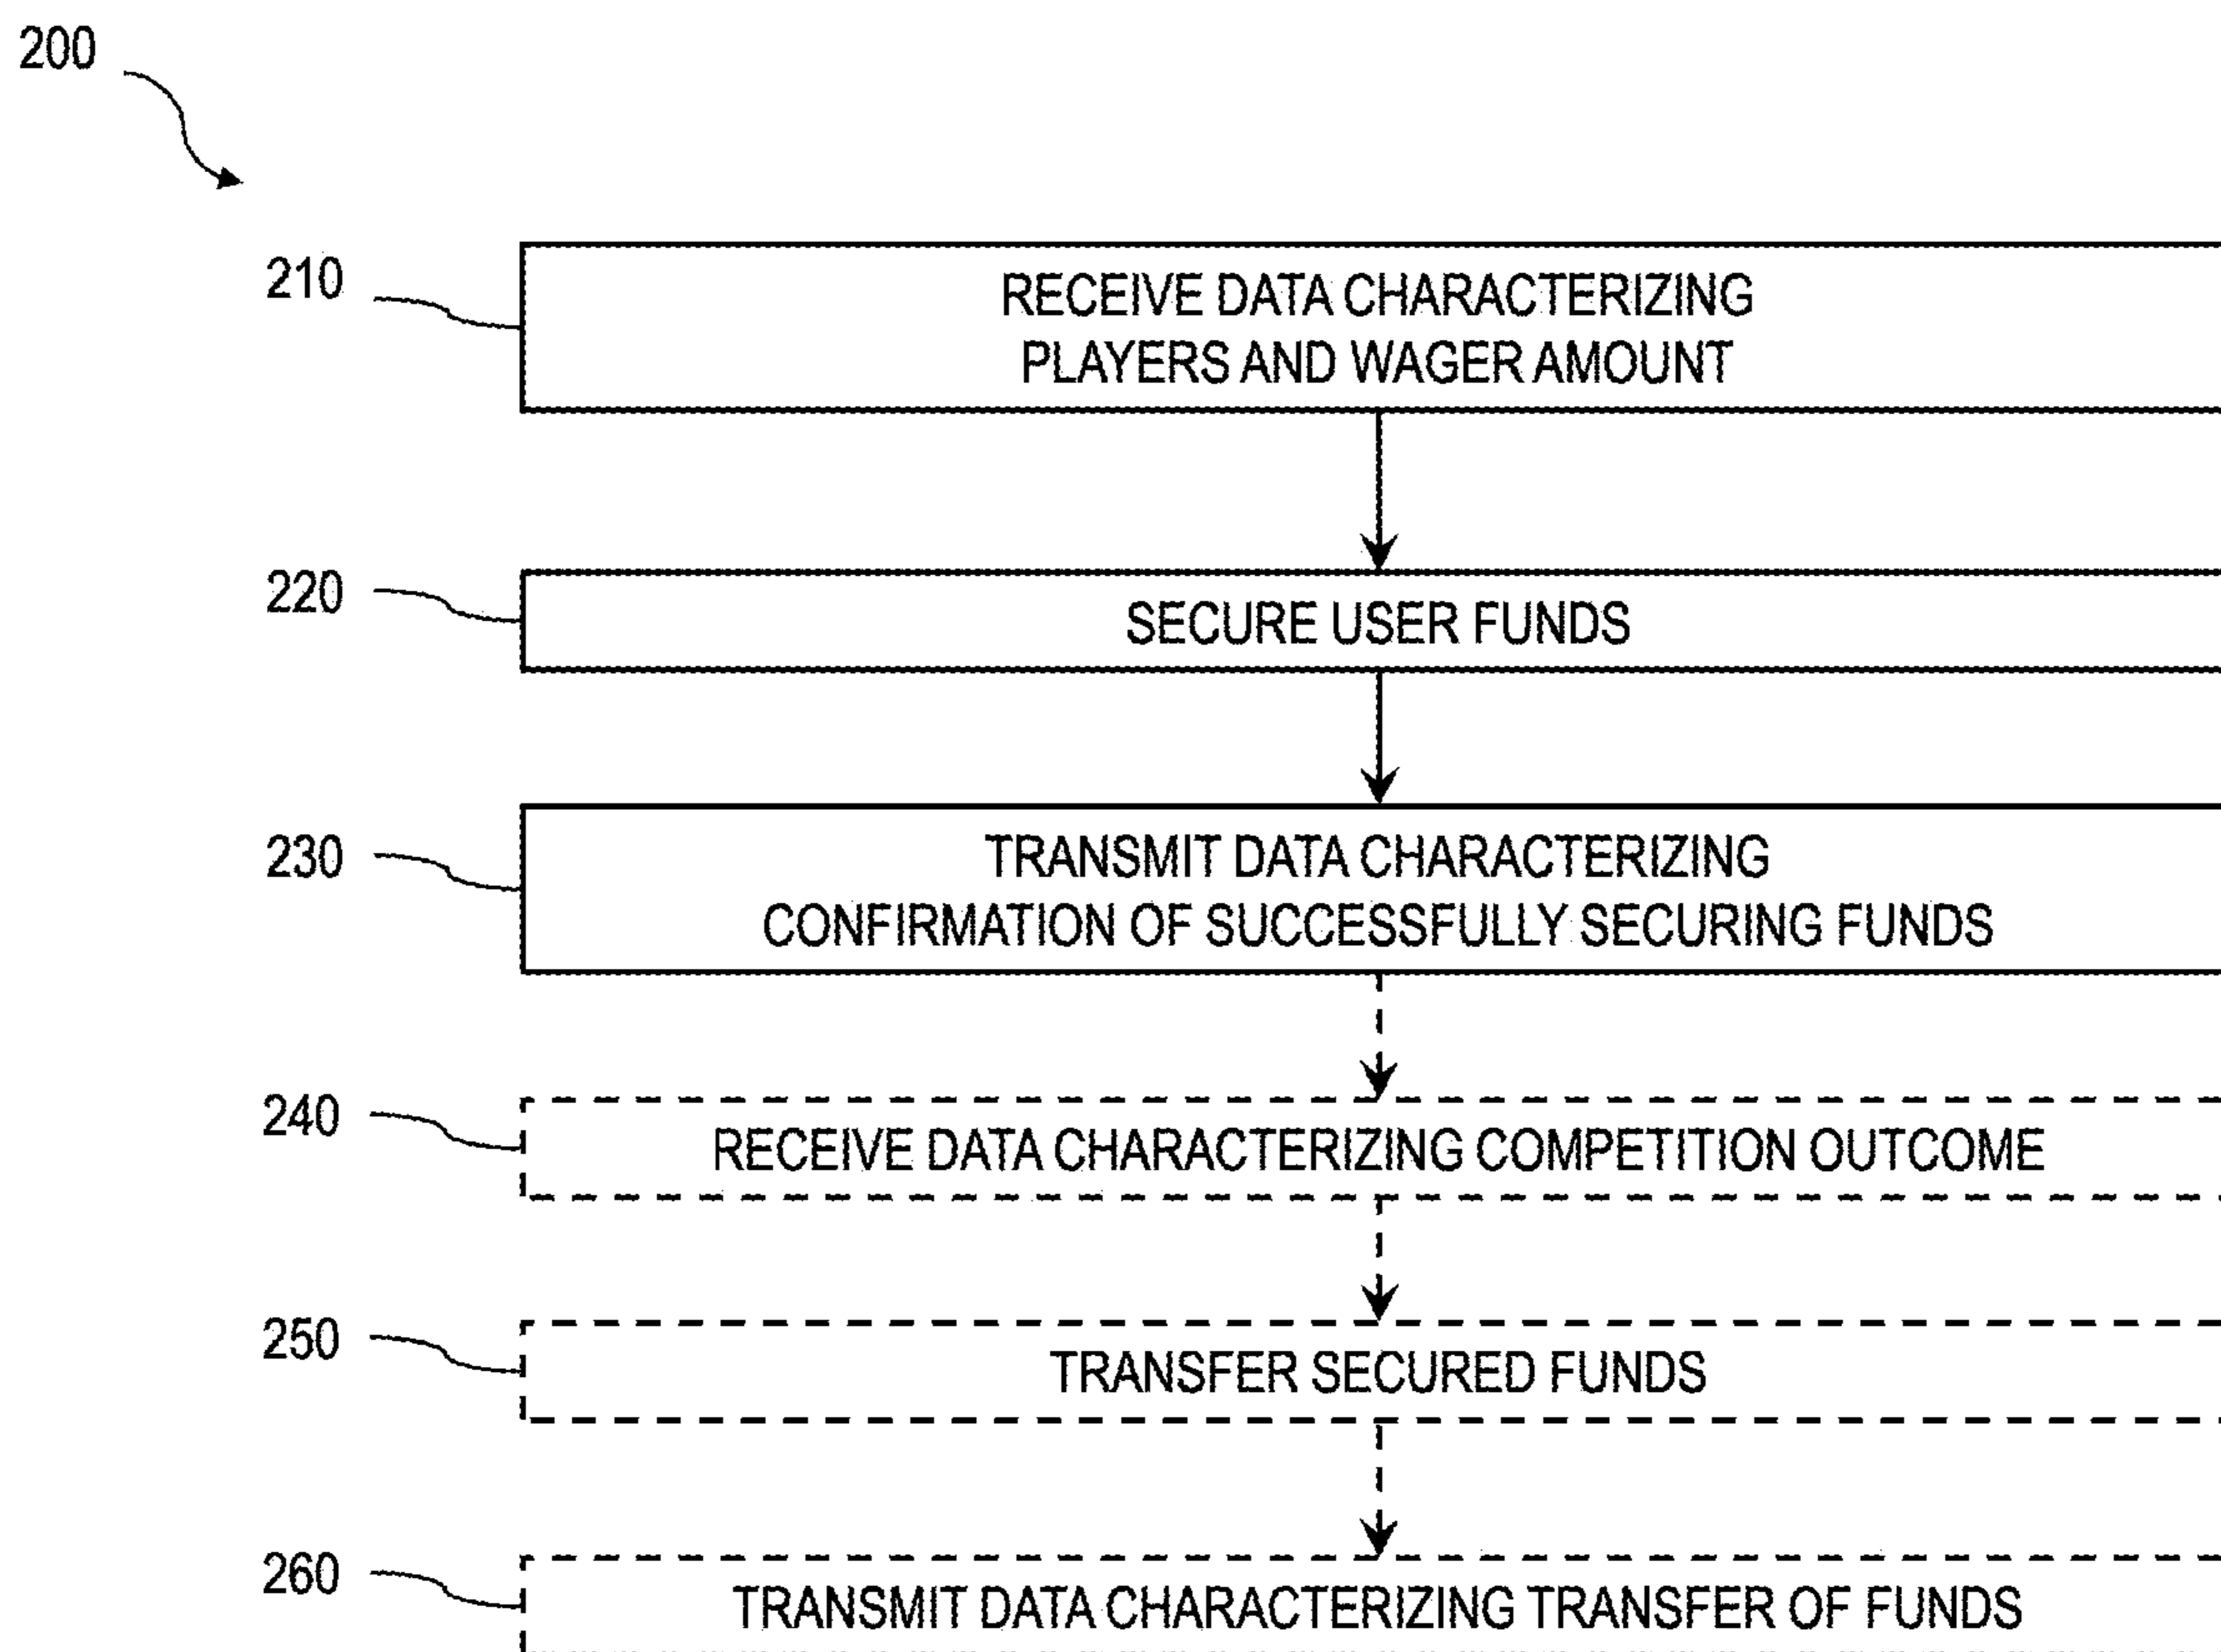 200
210
RECEIVE DATA CHARACTERIZING
PLAYERS AND WAGER AMOUNT
220
SECURE USER FUNDS
230
TRANSMIT DATA CHARACTERIZING
CONFIRMATION OF SUCCESSFULLY SECURING FUNDS
240
RECEIVE DATA CHARACTERIZING COMPETITION OUTCOME
250
TRANSFER SECURED FUNDS
260
TRANSMIT DATA CHARACTERIZING TRANSFER OF FUNDS